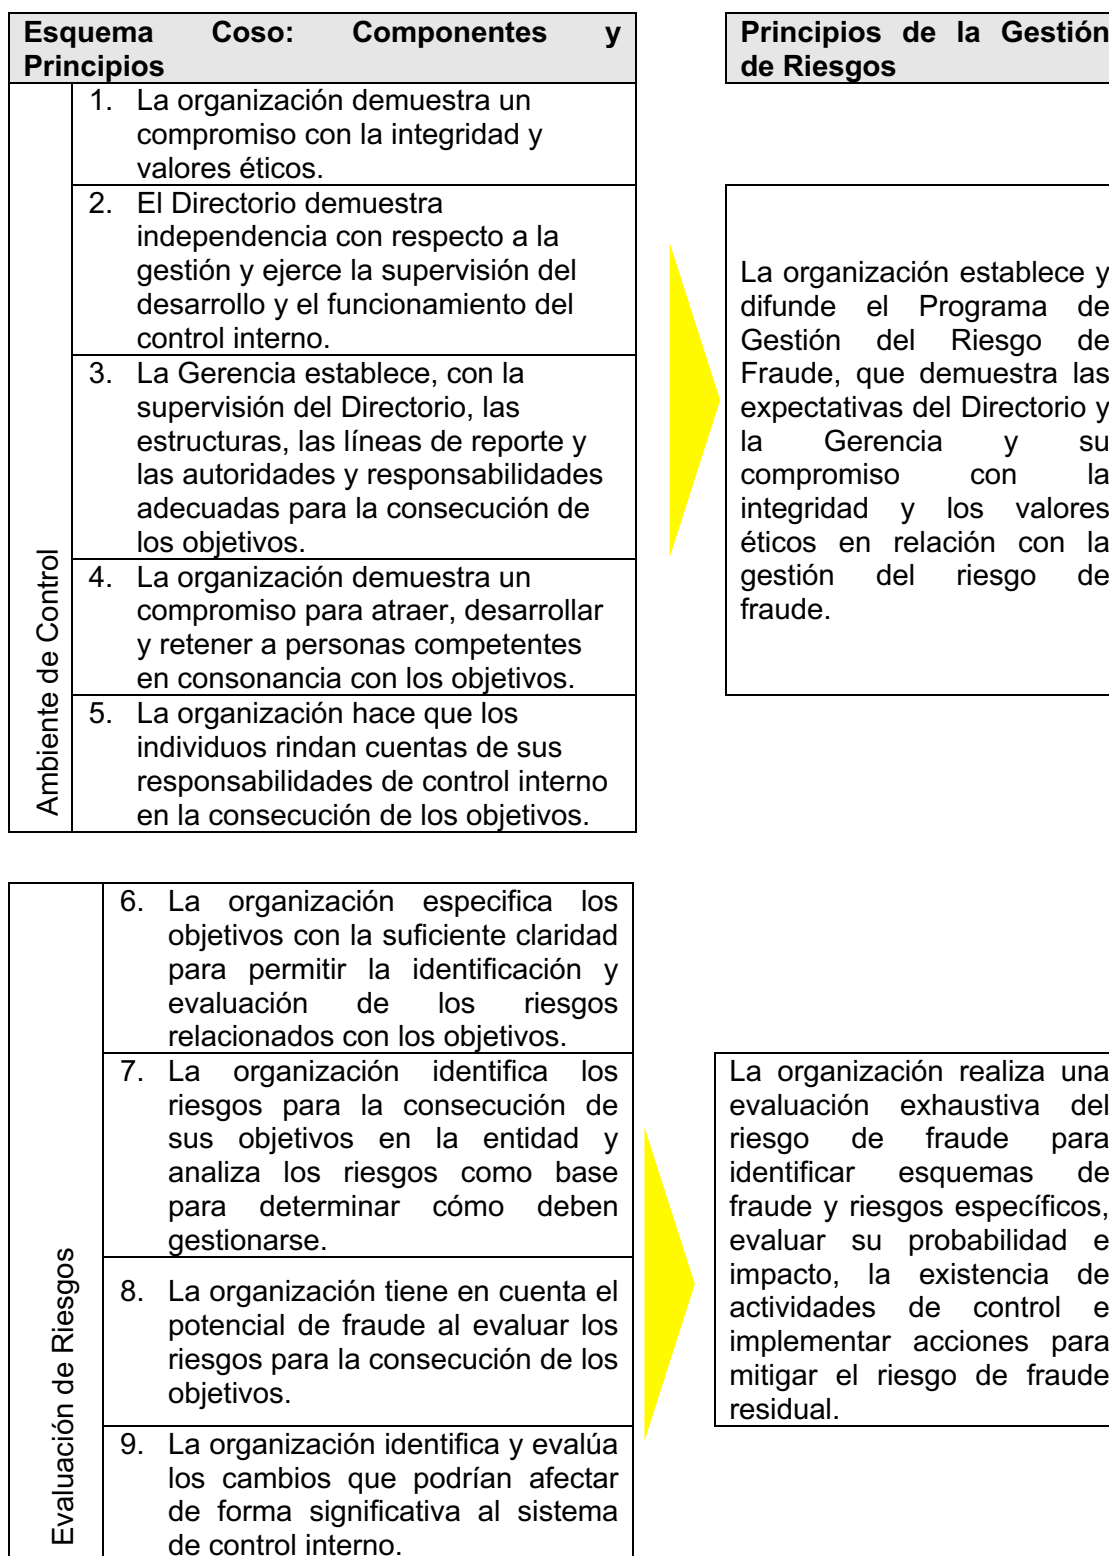 Esquema Coso: Componentes y
Principios
Principios de la Gestión
de Riesgos
Ambiente de Control
1. La organización demuestra un
compromiso con la integridad y
valores éticos.
2. El Directorio demuestra
independencia con respecto a la
gestión y ejerce la supervisión del
desarrollo y el funcionamiento del
control interno.
3. La Gerencia establece, con la
supervisión del Directorio, las
estructuras, las líneas de reporte y
las autoridades y responsabilidades
adecuadas para la consecución de
los objetivos.
4. La organización demuestra un
compromiso para atraer, desarrollar
y retener a personas competentes
en consonancia con los objetivos.
5. La organización hace que los
individuos rindan cuentas de sus
responsabilidades de control interno
en la consecución de los objetivos.
La organización establece y
difunde el Programa de
Gestión del Riesgo de
Fraude, que demuestra las
expectativas del Directorio y
la Gerencia y su
compromiso con la
integridad y los valores
éticos en relación con la
gestión del riesgo de
fraude.
Evaluación de Riesgos
6. La organización especifica los
objetivos con la suficiente claridad
para permitir la identificación y
evaluación de los riesgos
relacionados con los objetivos.
7. La organización identifica los
riesgos para la consecución de
sus objetivos en la entidad y
analiza los riesgos como base
para determinar cómo deben
gestionarse.
8. La organización tiene en cuenta el
potencial de fraude al evaluar los
riesgos para la consecución de los
objetivos.
9. La organización identifica y evalúa
los cambios que podrían afectar
de forma significativa al sistema
de control interno.
La organización realiza una
evaluación exhaustiva del
riesgo de fraude para
identificar esquemas de
fraude y riesgos específicos,
evaluar su probabilidad e
impacto, la existencia de
actividades de control e
implementar acciones para
mitigar el riesgo de fraude
residual.